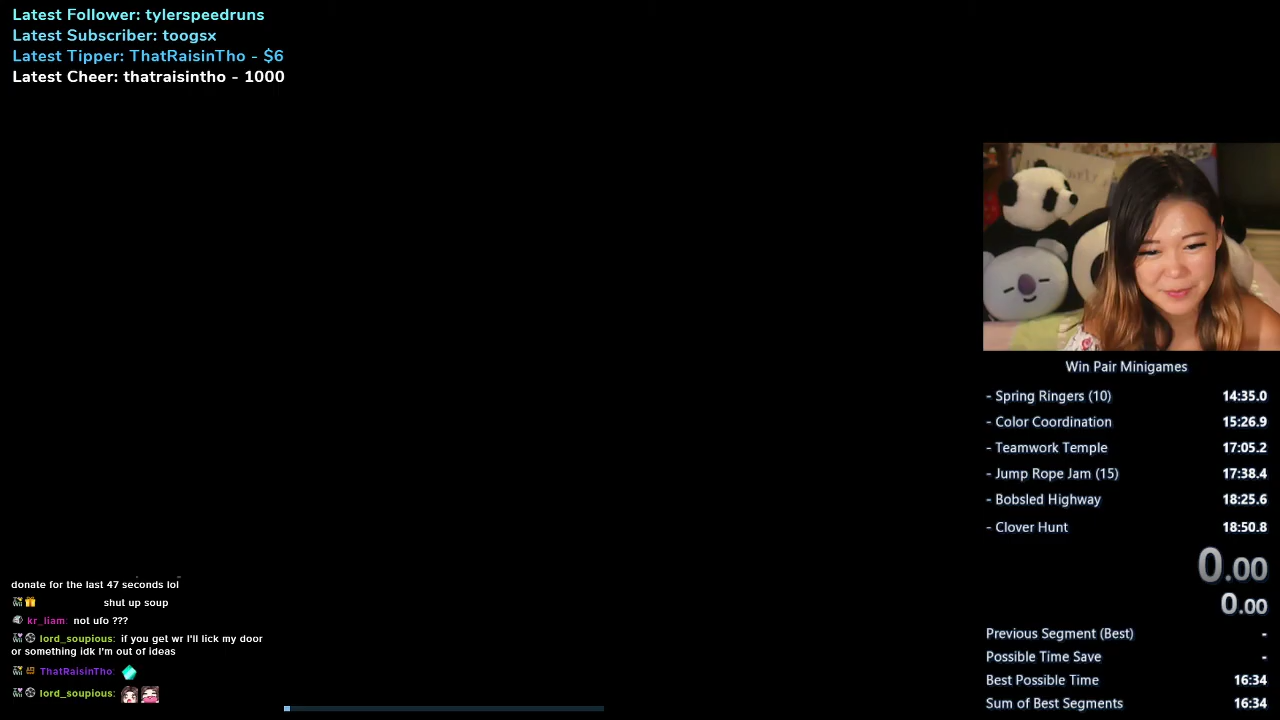 Latest Follower: tylerspeedruns
Latest Subscriber: toogsx
Latest Tipper: ThatRaisinTho - $6
Latest Cheer: thatraisintho - 1000
Win Pair Minigames
- Spring Ringers (10) 14:35.0
- Color Coordination 15:26.9
- Teamwork Temple 17:05.2
- Jump Rope Jam (15) 17:38.4
- Bobsled Highway 18:25.6
- Clover Hunt 18:50.8
0.00
0.00
Previous Segment (Best) -
Possible Time Save -
Best Possible Time 16:34
Sum of Best Segments 16:34
donate for the last 47 seconds lol
shut up soup
kr_liam: not ufo ???
lord_soupious: if you get wr I'll lick my door
or something idk I'm out of ideas
ThatRaisinTho:
lord_soupious: